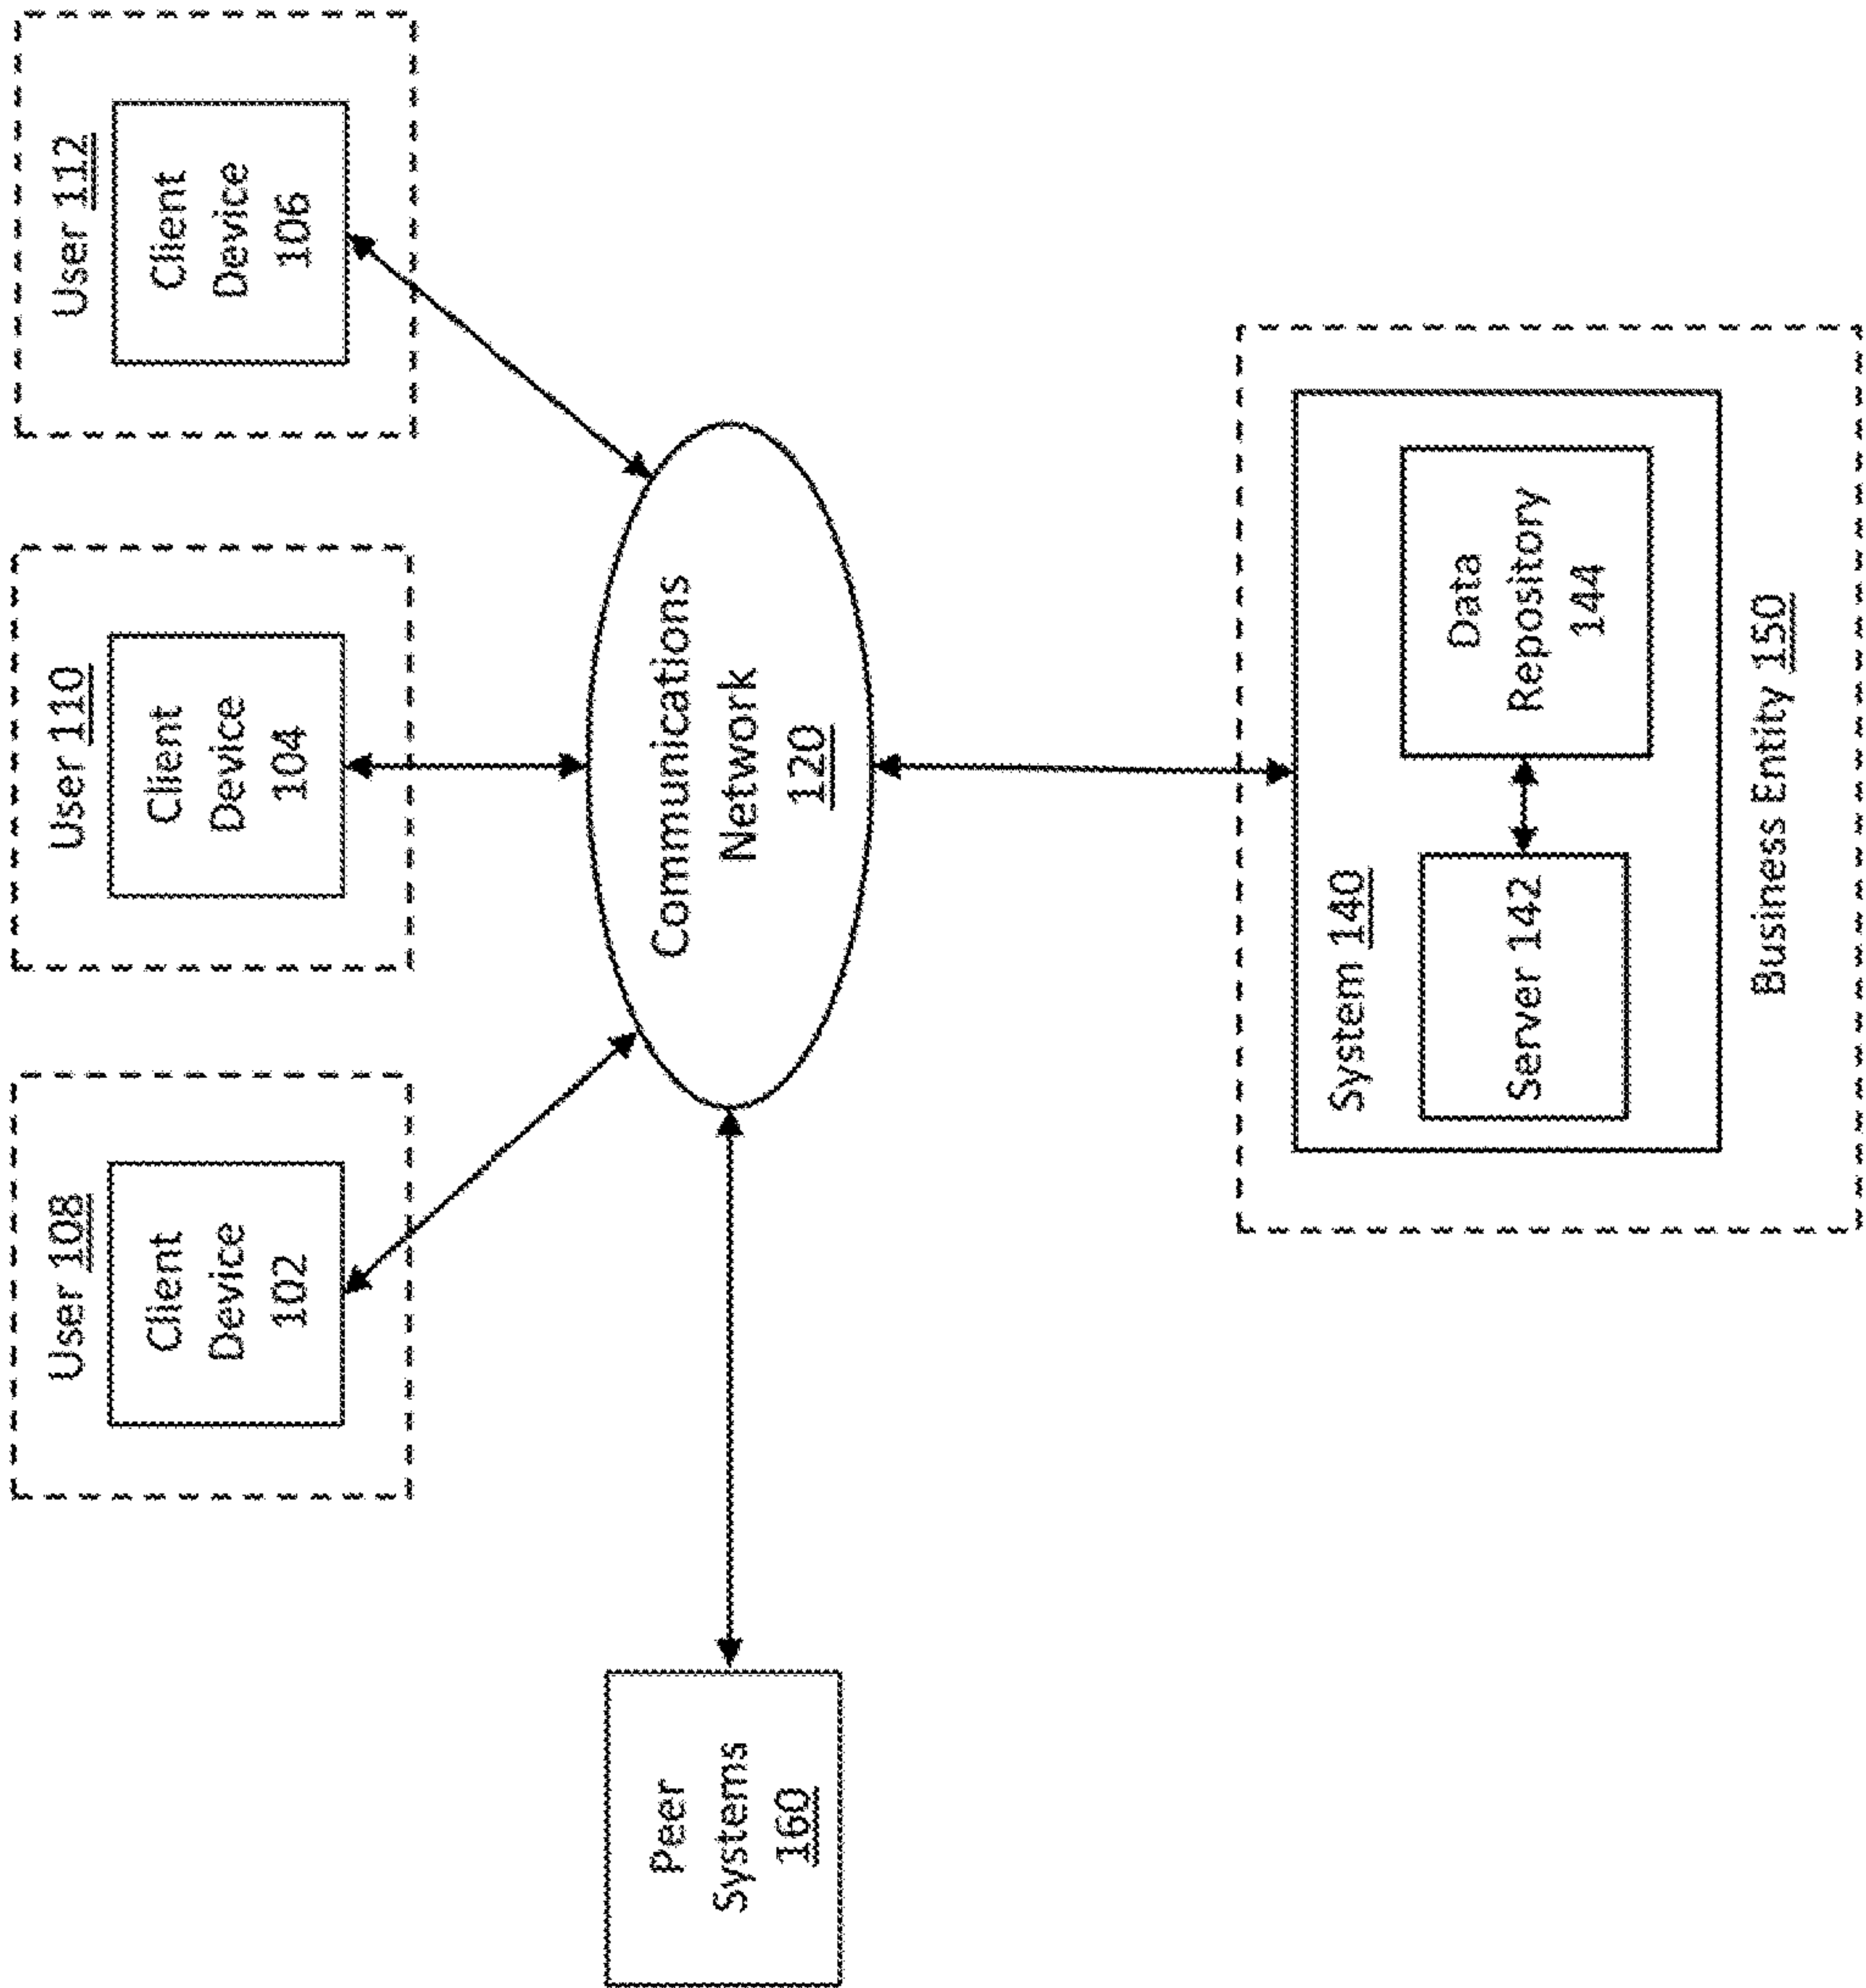 User 108
Client
Device
102
User 110
Client
Device
104
User 112
Client
Device
106
Peer
Systems
160
Communications
Network
120
System 140
Server 142
Data
Repository
144
Business Entity 150